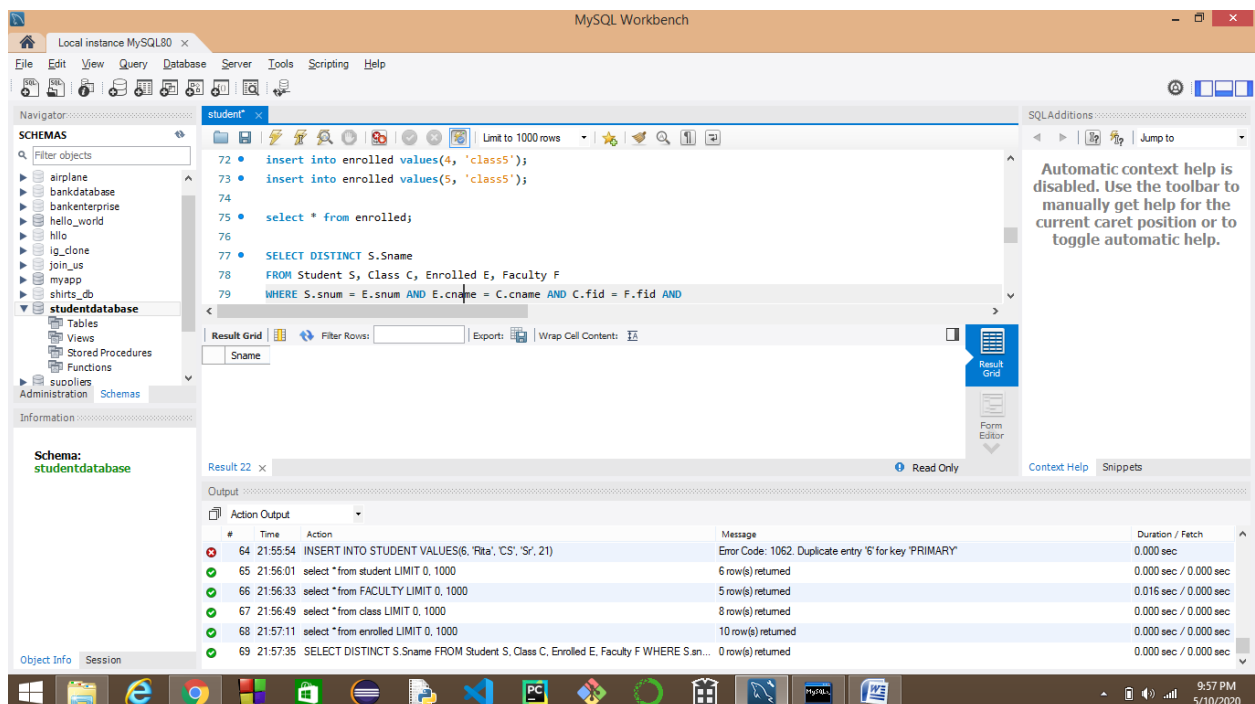 MySQL Workbench
Local instance MySQL80
File Edit View Query Database Server Tools Scripting Help
Navigator
SCHEMAS
Filter objects
airplane
bankdatabase
bankenterprise
hello_world
hllo
ig_clone
join_us
myapp
shirts_db
studentdatabase
Tables
Views
Stored Procedures
Functions
suppliers
Administration Schemas
Information
Schema:
studentdatabase
Object Info Session
student*
Limit to 1000 rows
72 insert into enrolled values(4, 'class5');
73 insert into enrolled values(5, 'class5');
74
75 select * from enrolled;
76
77 SELECT DISTINCT S.Sname
78 FROM Student S, Class C, Enrolled E, Faculty F
79 WHERE S.snum = E.snum AND E.cname = C.cname AND C.fid = F.fid AND
Result Grid Filter Rows: Export: Wrap Cell Content:
Sname
Result Grid
Form Editor
Result 22 Read Only
SQLAdditions
Jump to
Automatic context help is
disabled. Use the toolbar to
manually get help for the
current caret position or to
toggle automatic help.
Context Help Snippets
Output
Action Output
# Time Action Message Duration / Fetch
64 21:55:54 INSERT INTO STUDENT VALUES(6, 'Rita', 'CS', 'Sr', 21) Error Code: 1062. Duplicate entry '6' for key 'PRIMARY' 0.000 sec
65 21:56:01 select * from student LIMIT 0, 1000 6 row(s) returned 0.000 sec / 0.000 sec
66 21:56:33 select * from FACULTY LIMIT 0, 1000 5 row(s) returned 0.016 sec / 0.000 sec
67 21:56:49 select * from class LIMIT 0, 1000 8 row(s) returned 0.000 sec / 0.000 sec
68 21:57:11 select * from enrolled LIMIT 0, 1000 10 row(s) returned 0.000 sec / 0.000 sec
69 21:57:35 SELECT DISTINCT S.Sname FROM Student S, Class C, Enrolled E, Faculty F WHERE S.sn... 0 row(s) returned 0.000 sec / 0.000 sec
9:57 PM
5/10/2020